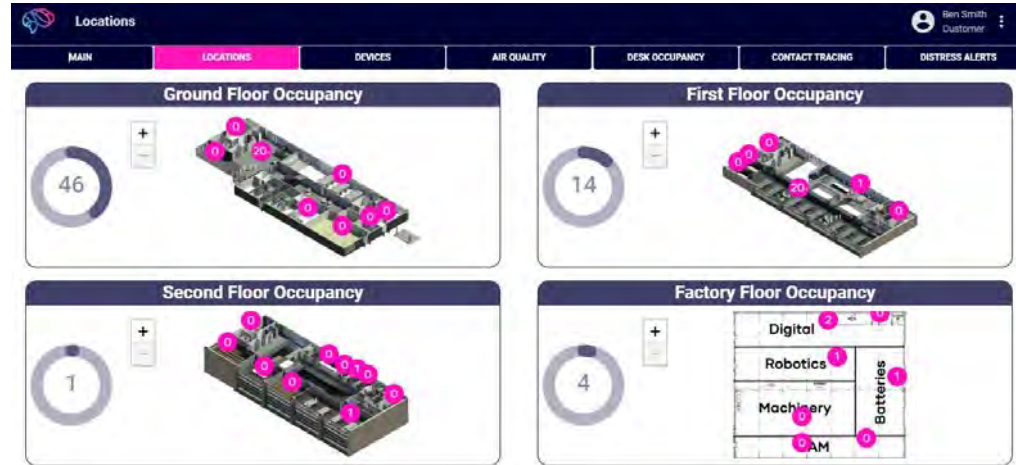 Locations
Ben Smith
Customer
MAIN
LOCATIONS
DEVICES
AIR QUALITY
DESK OCCUPANCY
CONTACT TRACING
DISTRESS ALERTS
Ground Floor Occupancy
46
+
−
0
0
20
0
0
0
0
0
First Floor Occupancy
14
+
−
0
0
0
20
1
0
Second Floor Occupancy
1
+
−
0
0
0
0
1
0
0
0
0
1
Factory Floor Occupancy
4
+
−
Digital
2
0
Robotics
1
Batteries
1
Machinery
0
0
0
AM